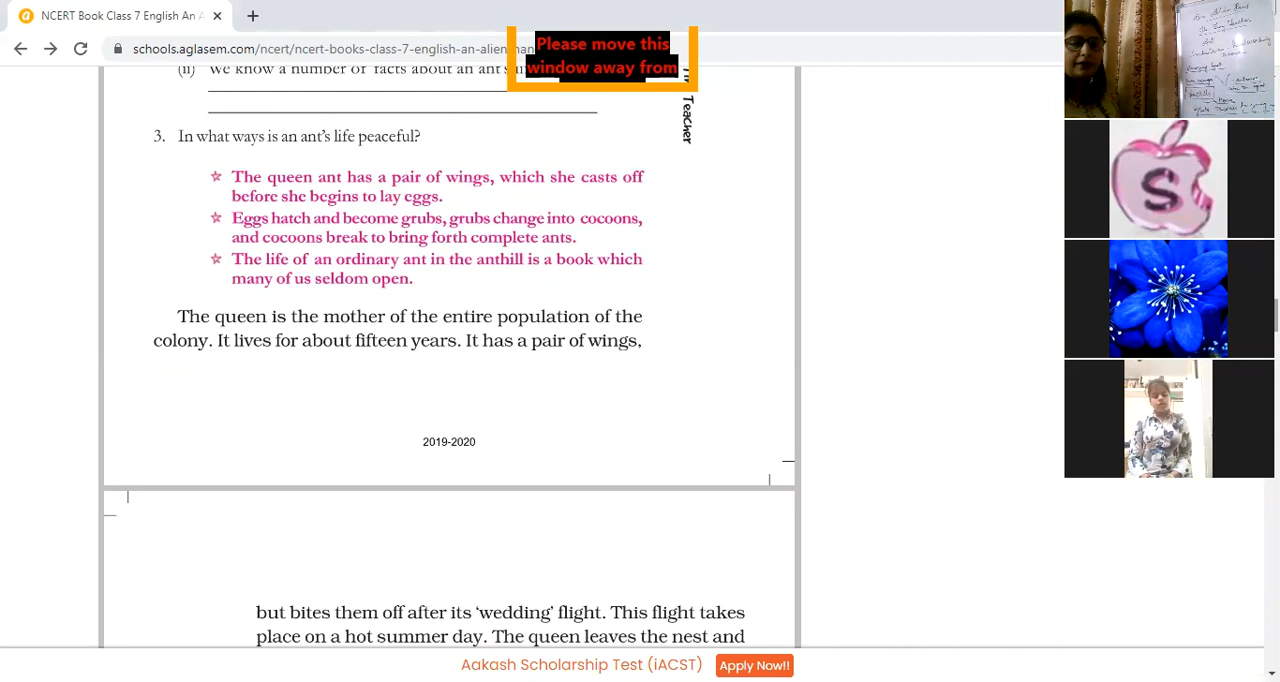 NCERT Book Class 7 English An A
schools.aglasem.com/ncert/ncert-books-class-7-english-an-alien
Please move this
window away from
(ii) We know a number of facts about an ant's
Teacher
3. In what ways is an ant's life peaceful?
☆ The queen ant has a pair of wings, which she casts off
before she begins to lay eggs.
☆ Eggs hatch and become grubs, grubs change into cocoons,
and cocoons break to bring forth complete ants.
☆ The life of an ordinary ant in the anthill is a book which
many of us seldom open.
The queen is the mother of the entire population of the
colony. It lives for about fifteen years. It has a pair of wings,
2019-2020
but bites them off after its 'wedding' flight. This flight takes
place on a hot summer day. The queen leaves the nest and
Aakash Scholarship Test (iACST) Apply Now!!
S